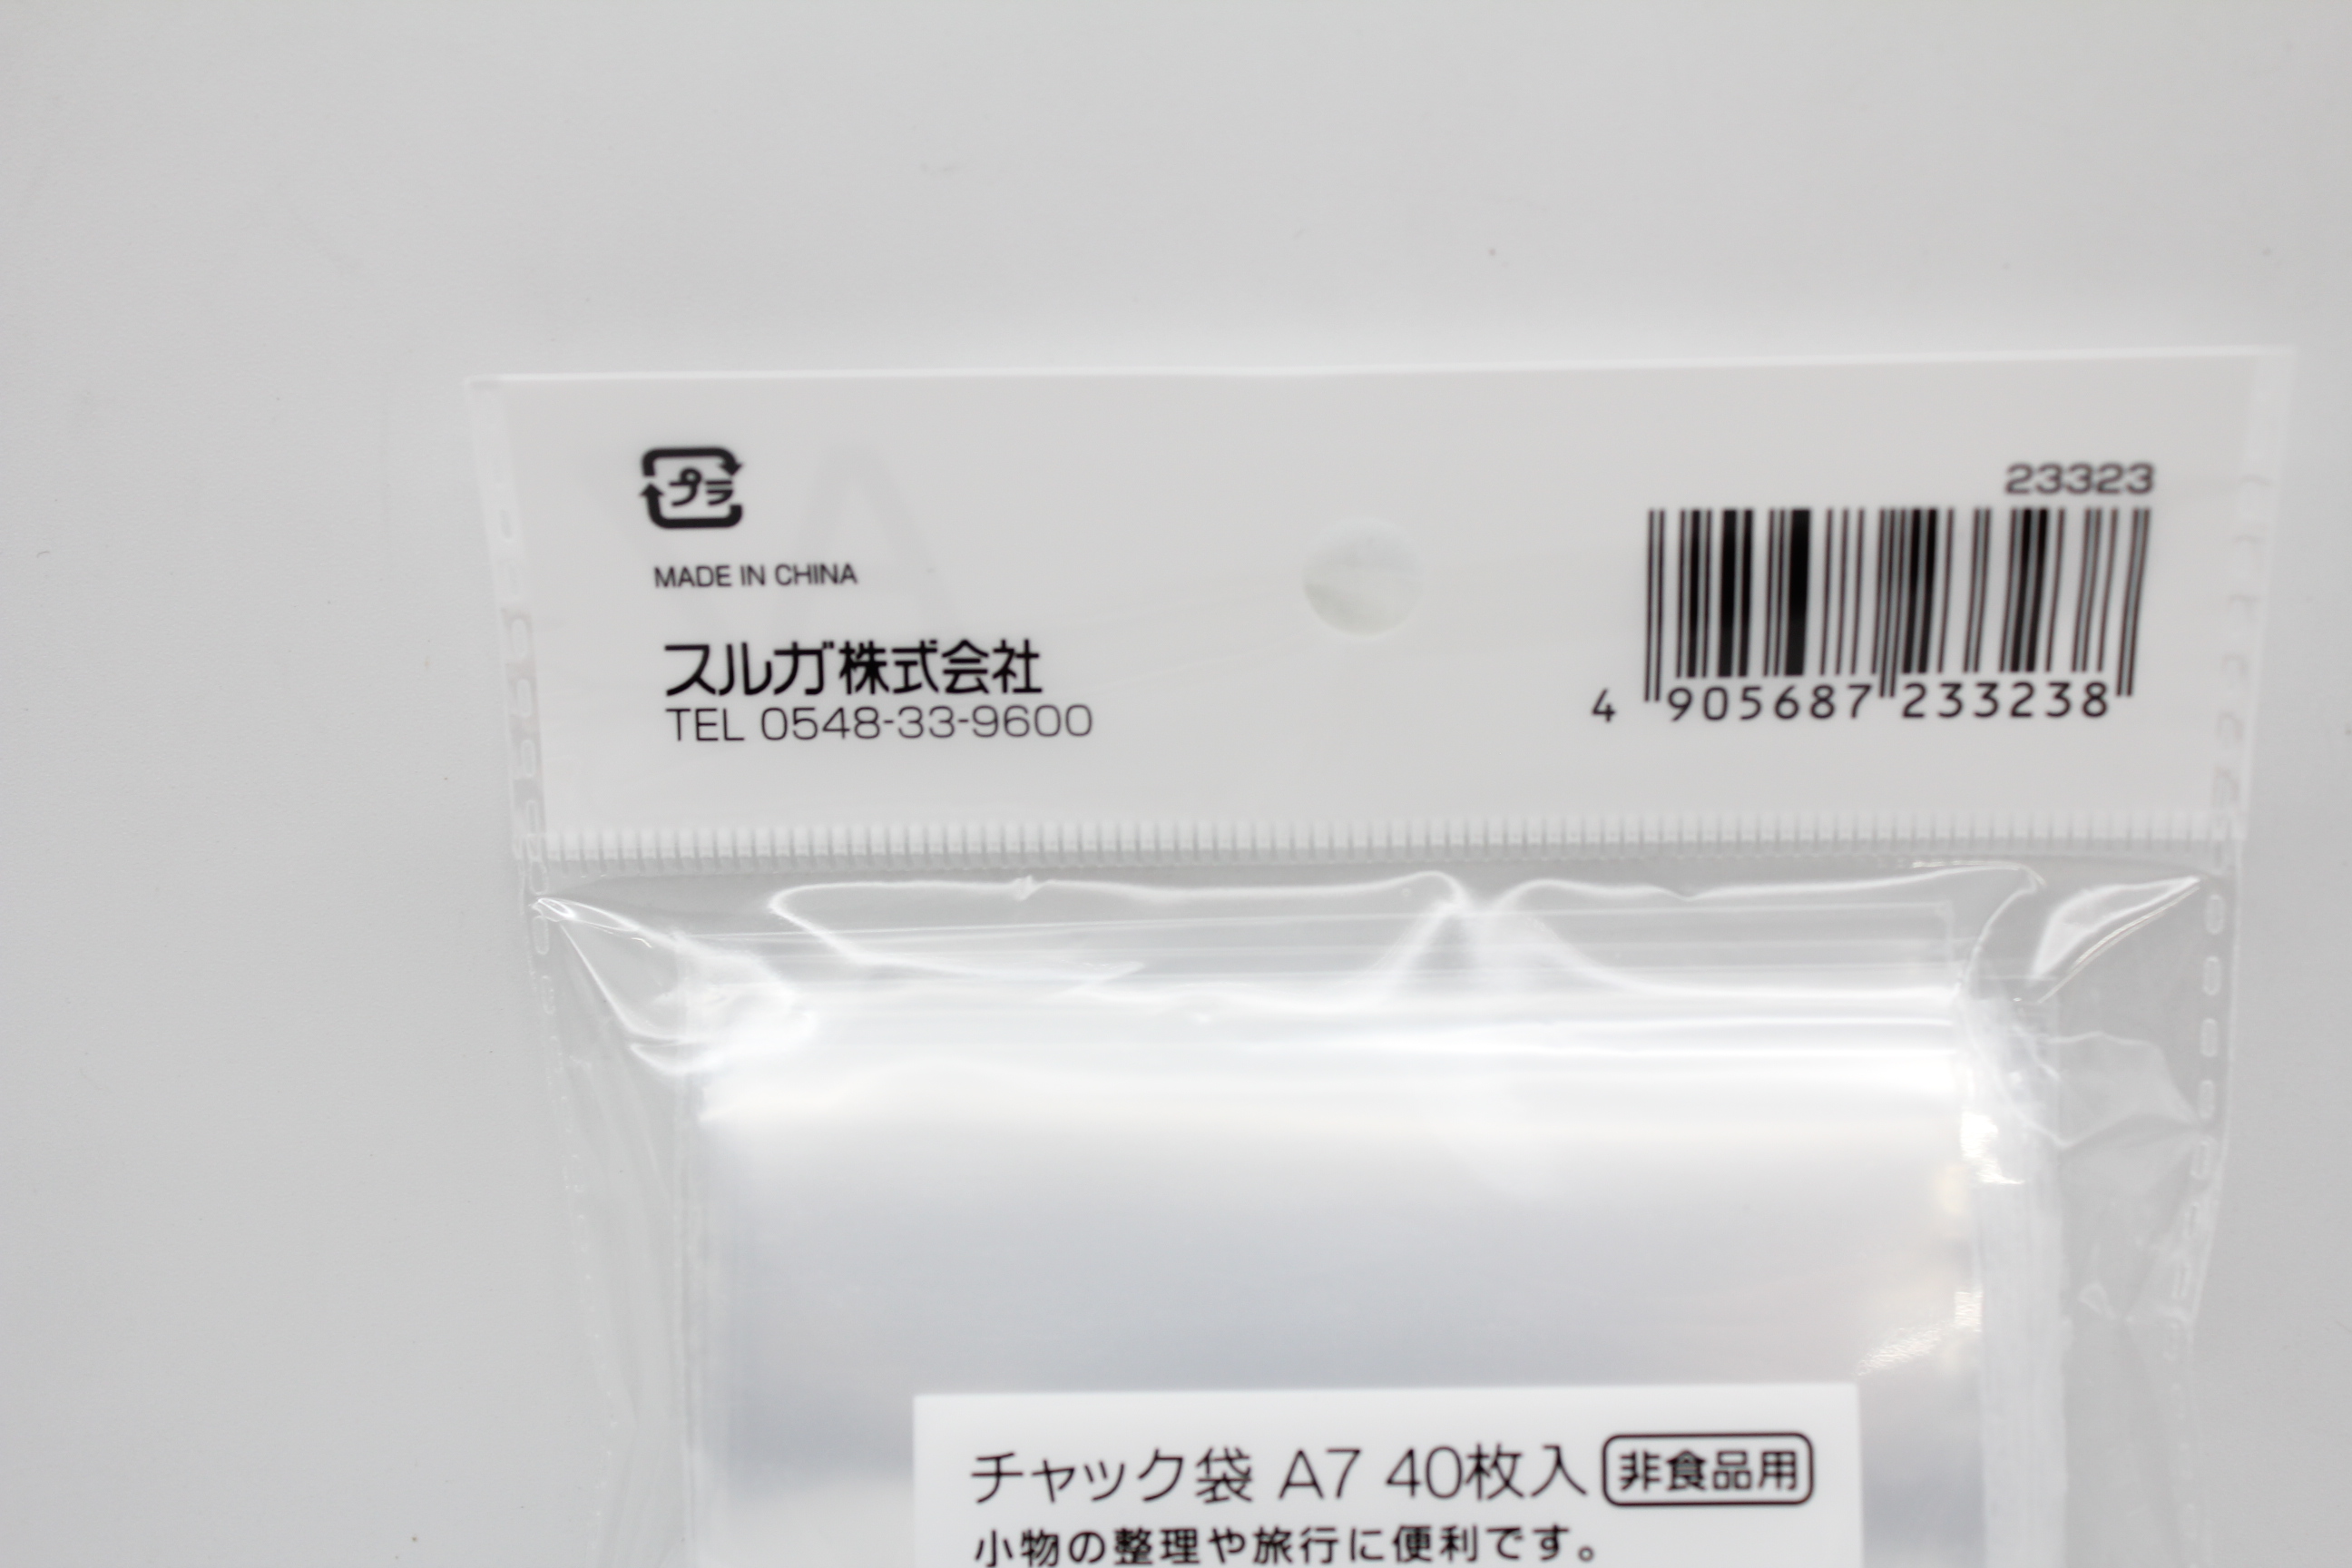 プラ
MADE IN CHINA
スルガ株式会社
TEL 0548-33-9600
23323
4 905687 233238
チャック袋 A7 40枚入 非食品用
小物の整理や旅行に便利です。